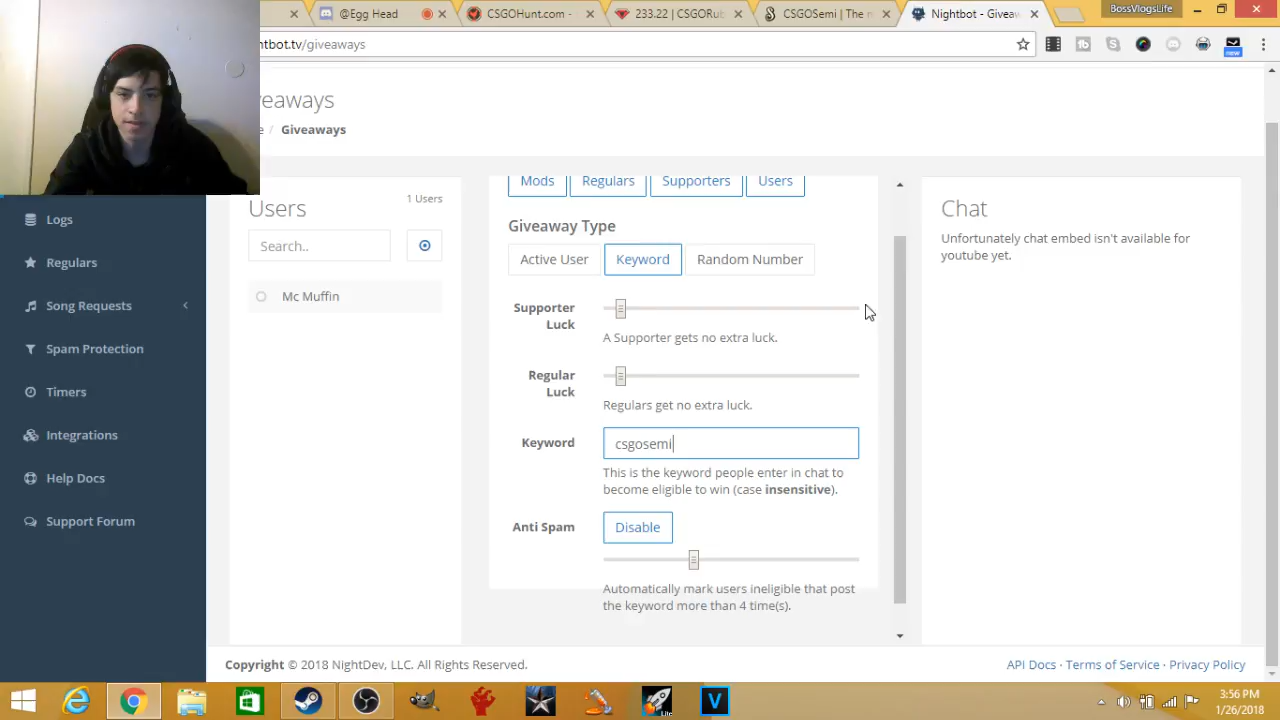 @Egg Head
CSGOHunt.com -
233.22 | CSGORub
CSGOSemi | The n
Nightbot - Giveaw
BossVlogsLife
htbot.tv/giveaways
new
veaways
/ Giveaways
Logs
Regulars
Song Requests
Spam Protection
Timers
Integrations
Help Docs
Support Forum
1 Users
Users
Search..
Mc Muffin
Mods
Regulars
Supporters
Users
Giveaway Type
Active User
Keyword
Random Number
Supporter
Luck
A Supporter gets no extra luck.
Regular
Luck
Regulars get no extra luck.
Keyword
csgosemi
This is the keyword people enter in chat to
become eligible to win (case insensitive).
Anti Spam
Disable
Automatically mark users ineligible that post
the keyword more than 4 time(s).
Chat
Unfortunately chat embed isn't available for
youtube yet.
Copyright © 2018 NightDev, LLC. All Rights Reserved.
API Docs · Terms of Service · Privacy Policy
Lite
V
3:56 PM
1/26/2018